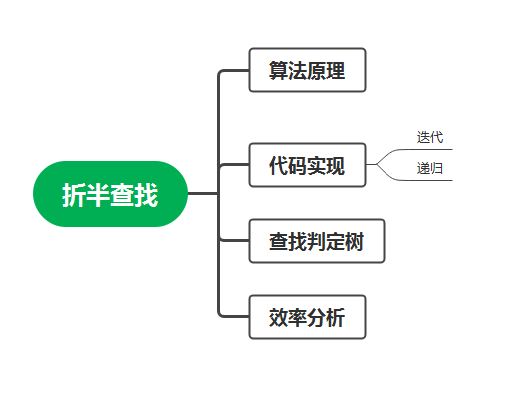 折半查找
算法原理
代码实现
迭代
递归
查找判定树
效率分析